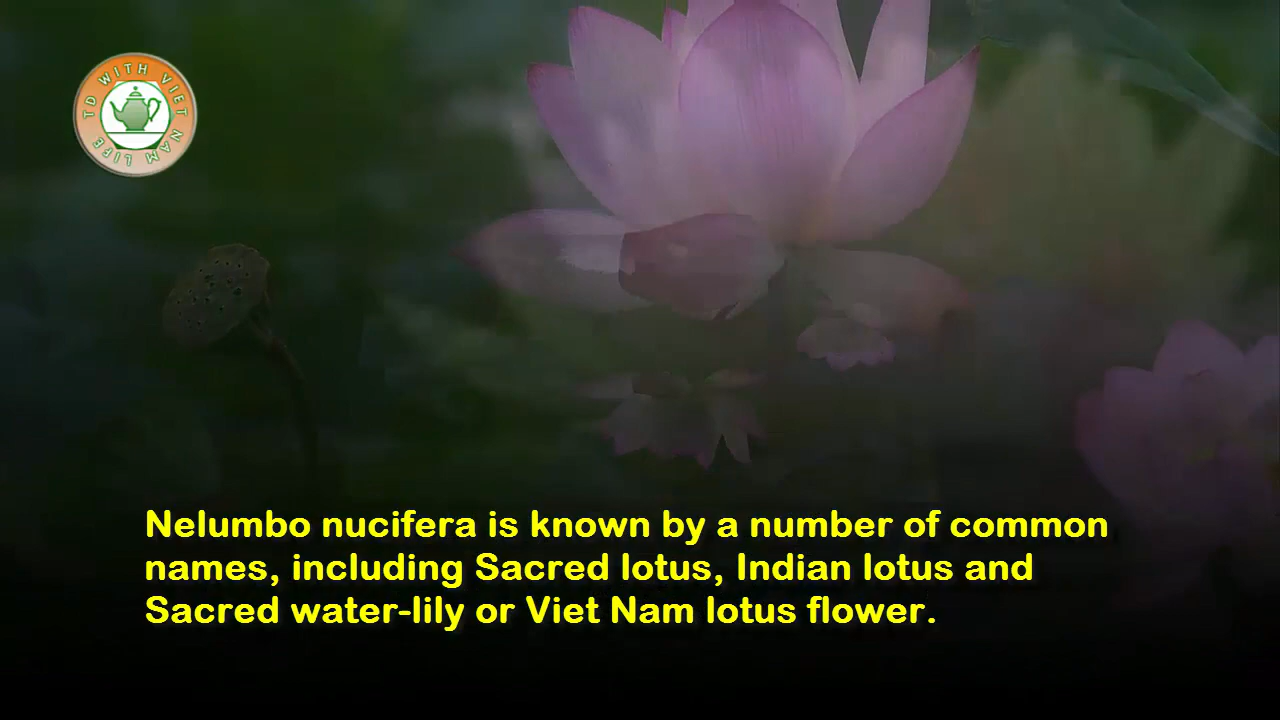 TD WITH VIET NAM LIFE
Nelumbo nucifera is known by a number of common
names, including Sacred lotus, Indian lotus and
Sacred water-lily or Viet Nam lotus flower.